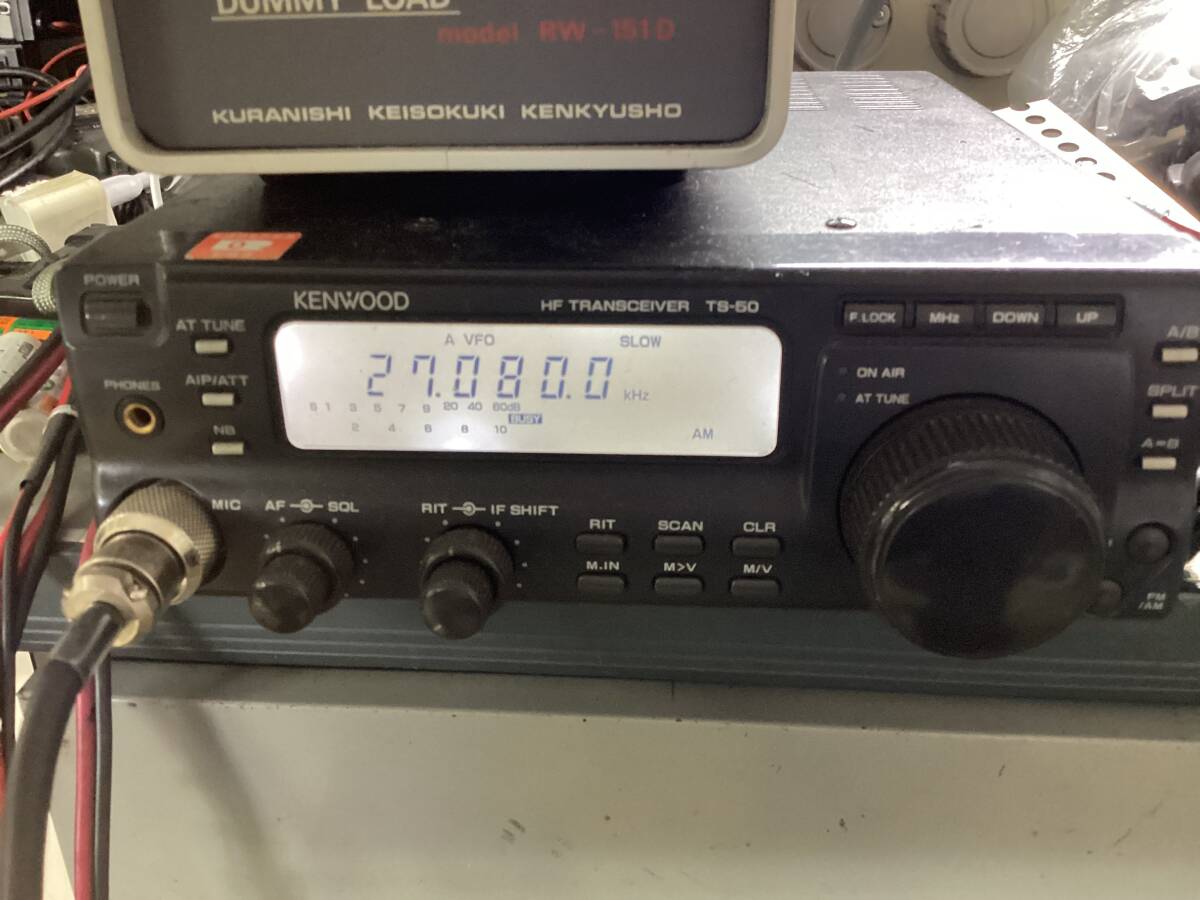 DUMMY LOAD
model RW-151D
KURANISHI KEISOKUKI KENKYUSHO
POWER
KENWOOD
HF TRANSCEIVER TS-50
F.LOCK MHz DOWN UP
AT TUNE
A VFO SLOW
A/B
27.080.0 kHz
ON AIR
PHONES AIP/ATT
AT TUNE
SPLIT
S 1 3 5 7 9 20 40 60dB
BUSY
2 4 6 8 10
AM
NB
A=B
MIC AF SQL RIT IF SHIFT
RIT SCAN CLR
M.IN M>V M/V
FM
/AM